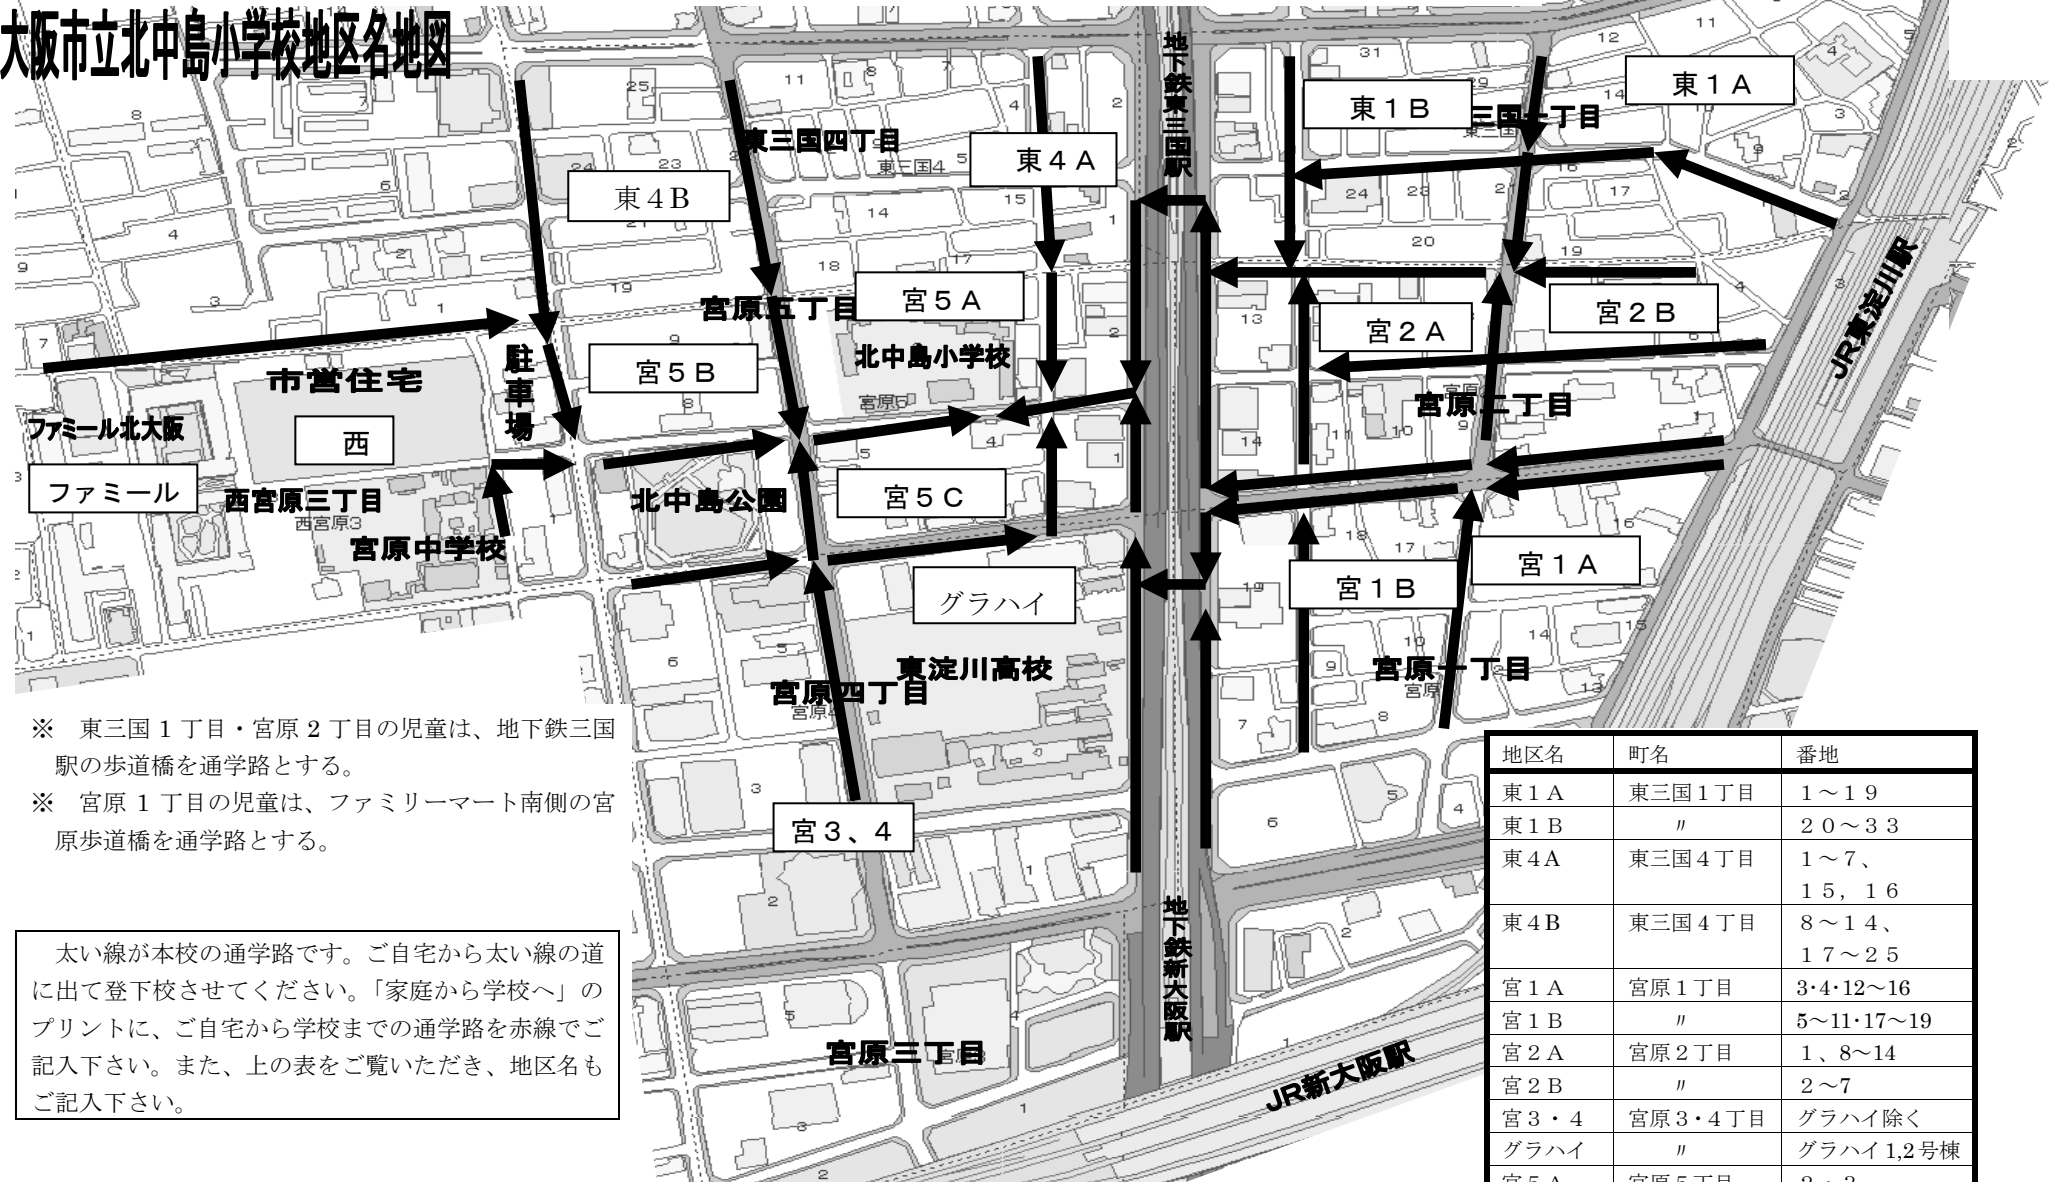 大阪市立北中島小学校地区名地図
地下鉄東三国駅
東１Ａ
東１Ｂ
三国一丁目
東三国四丁目
東三国4
東４Ａ
東４Ｂ
宮５Ａ
宮原五丁目
宮２Ｂ
宮２Ａ
JR東淀川駅
駐車場
宮５Ｂ
北中島小学校
宮原5
市営住宅
宮原二丁目
ファミール北大阪
西
ファミール
西宮原三丁目
西宮原3
宮原中学校
北中島公園
宮５Ｃ
宮１Ａ
宮１Ｂ
グラハイ
東淀川高校
宮原四丁目
宮原一丁目
宮原
宮３、４
地下鉄新大阪駅
宮原三丁目
JR新大阪駅
※　東三国 1 丁目・宮原 2 丁目の児童は、地下鉄三国
駅の歩道橋を通学路とする。
※　宮原 1 丁目の児童は、ファミリーマート南側の宮
原歩道橋を通学路とする。
太い線が本校の通学路です。ご自宅から太い線の道
に出て登下校させてください。「家庭から学校へ」の
プリントに、ご自宅から学校までの通学路を赤線でご
記入下さい。また、上の表をご覧いただき、地区名も
ご記入下さい。
地区名 町名 番地
東１A 東三国１丁目 １～１９
東１B 〃 ２０～３３
東４A 東三国４丁目 １～７、
１５，１６
東４B 東三国４丁目 ８～１４、
１７～２５
宮１A 宮原１丁目 3･4･12～16
宮１B 〃 5～11･17～19
宮２A 宮原２丁目 １、8～14
宮２B 〃 ２～7
宮３・４ 宮原３・４丁目 グラハイ除く
グラハイ 〃 グラハイ 1,2 号棟